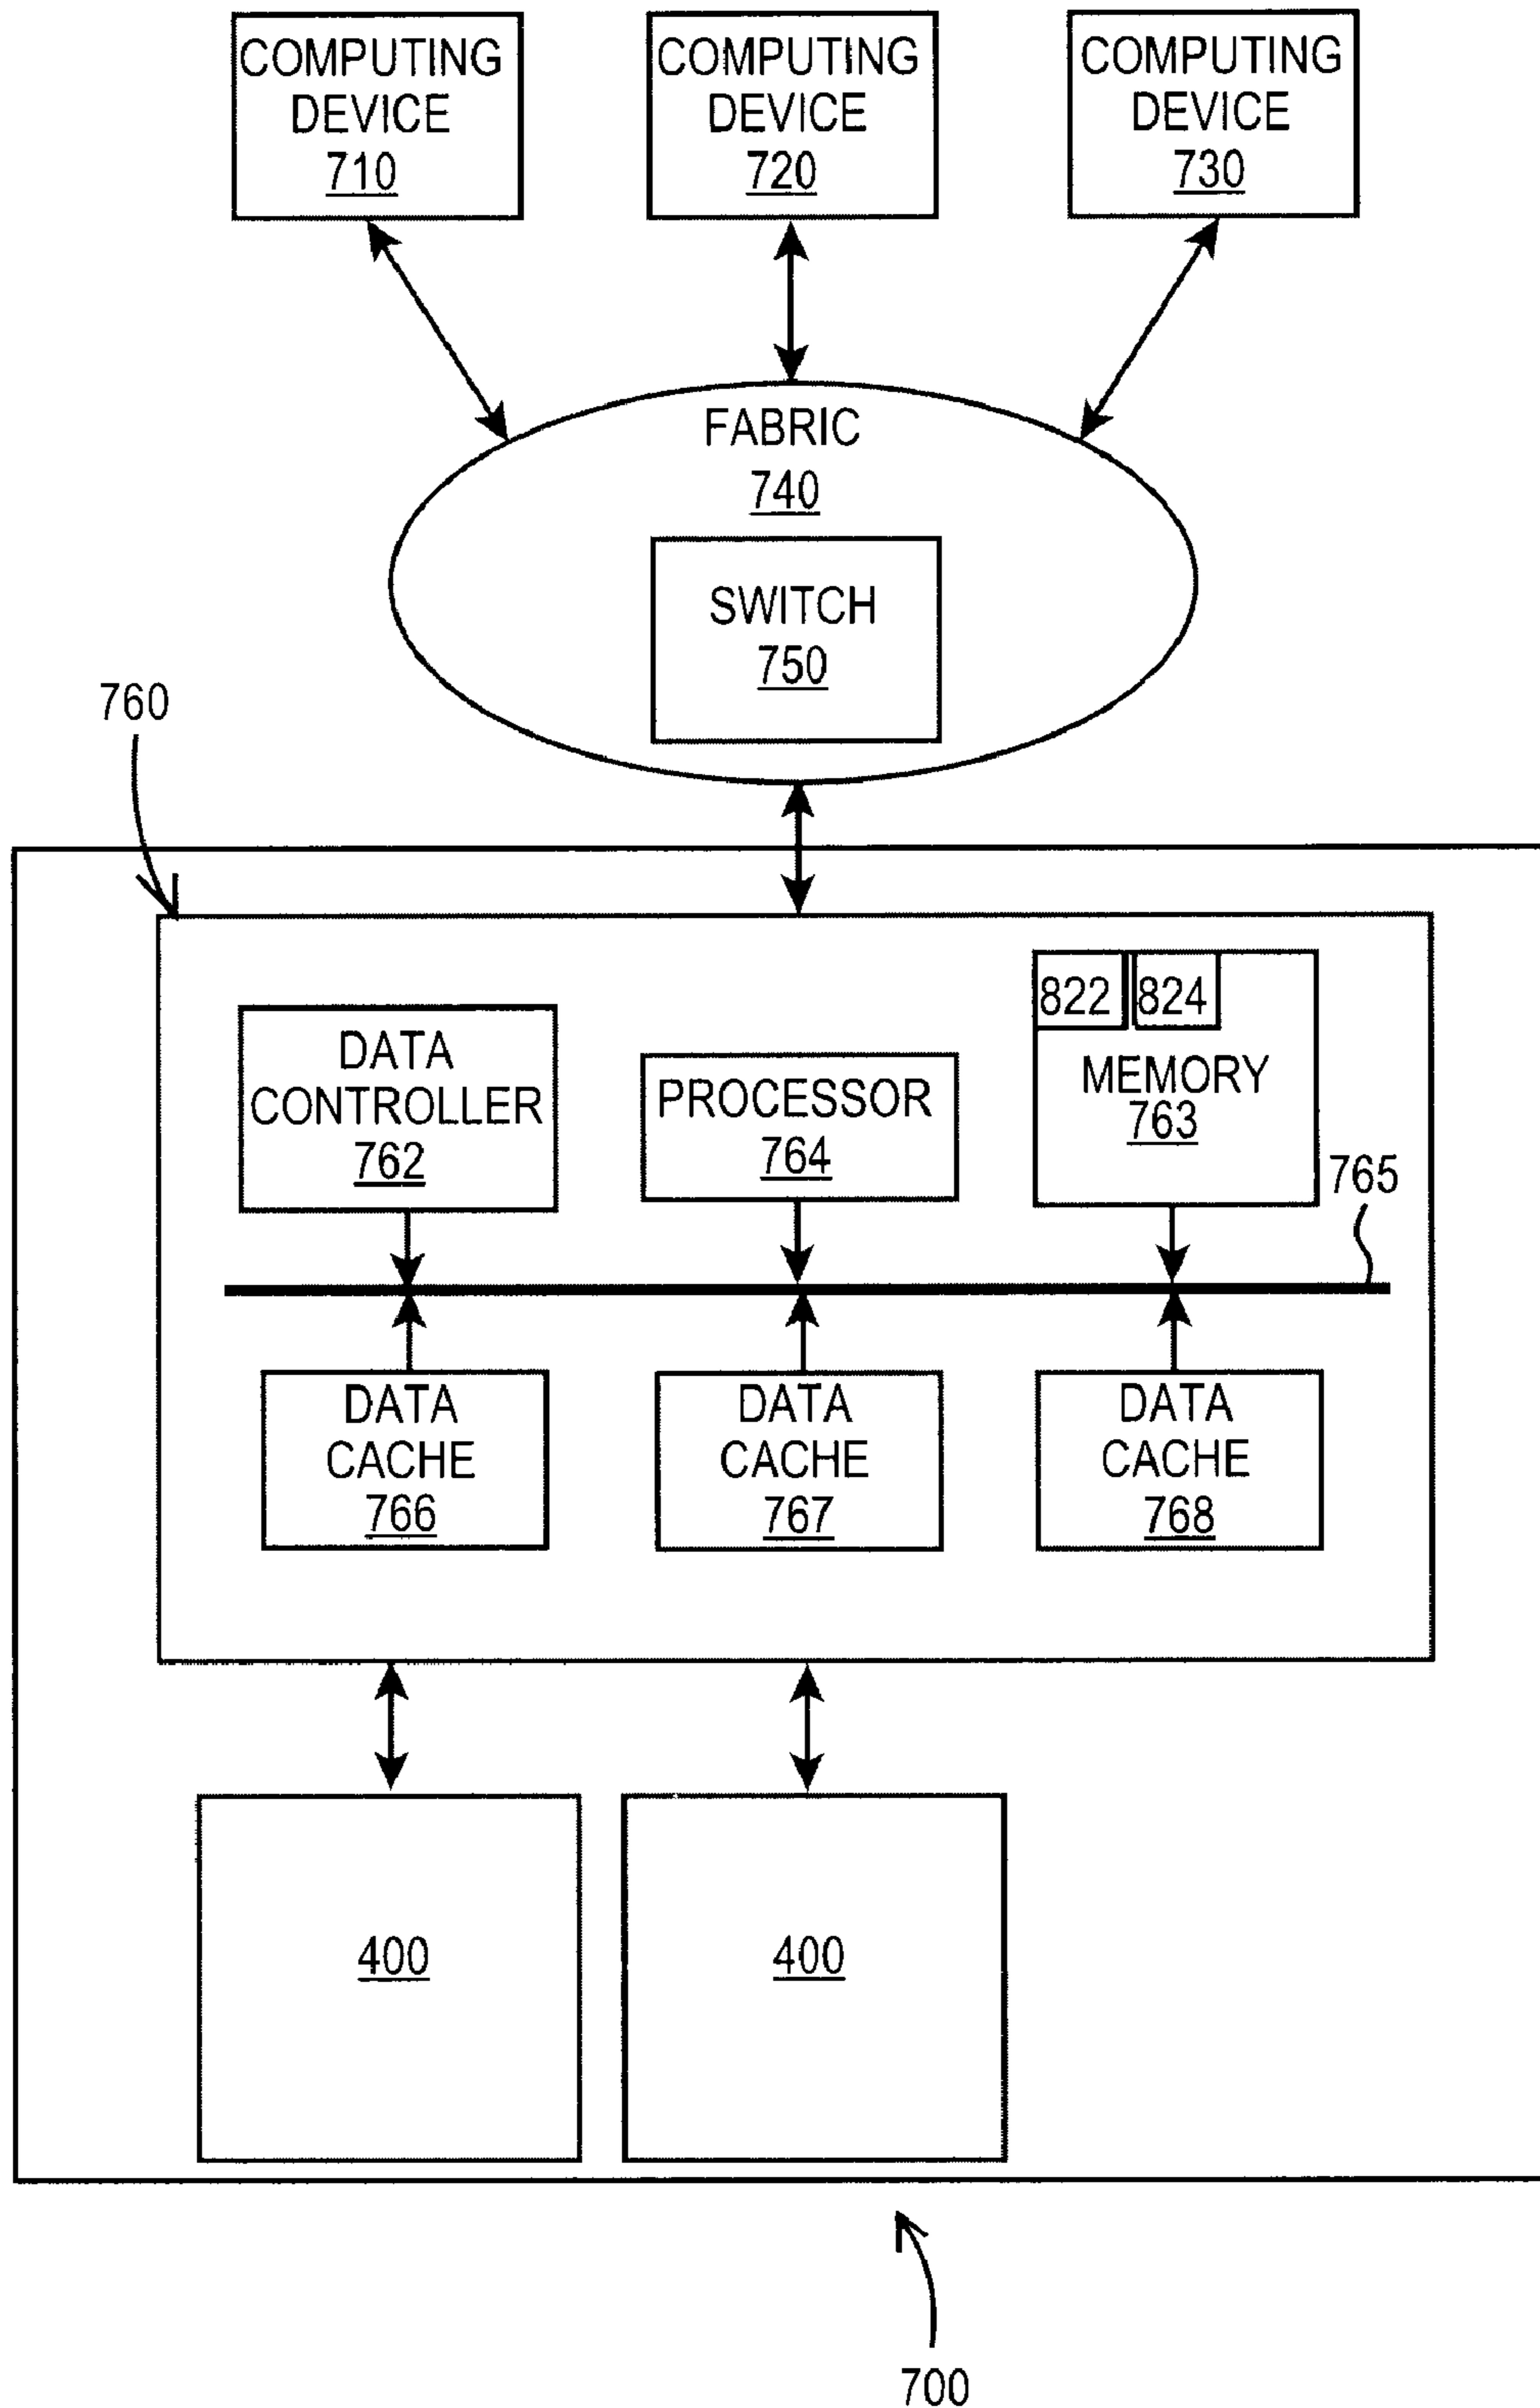 COMPUTING
DEVICE
710
COMPUTING
DEVICE
720
COMPUTING
DEVICE
730
FABRIC
740
SWITCH
750
760
822
824
MEMORY
763
DATA
CONTROLLER
762
PROCESSOR
764
765
DATA
CACHE
766
DATA
CACHE
767
DATA
CACHE
768
400
400
700